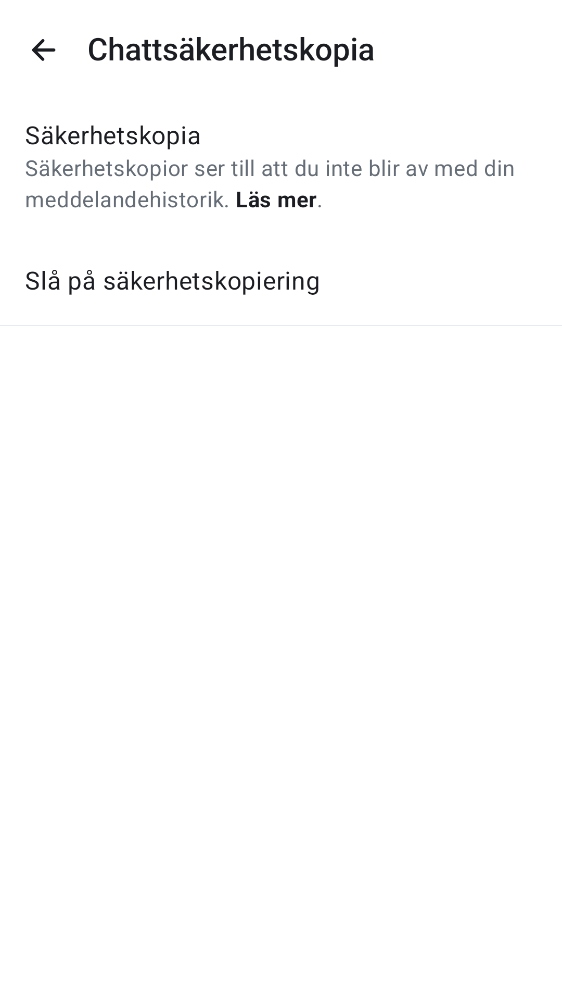 Chattsäkerhetskopia
Säkerhetskopia
Säkerhetskopior ser till att du inte blir av med din
meddelandehistorik. Läs mer.
Slå på säkerhetskopiering